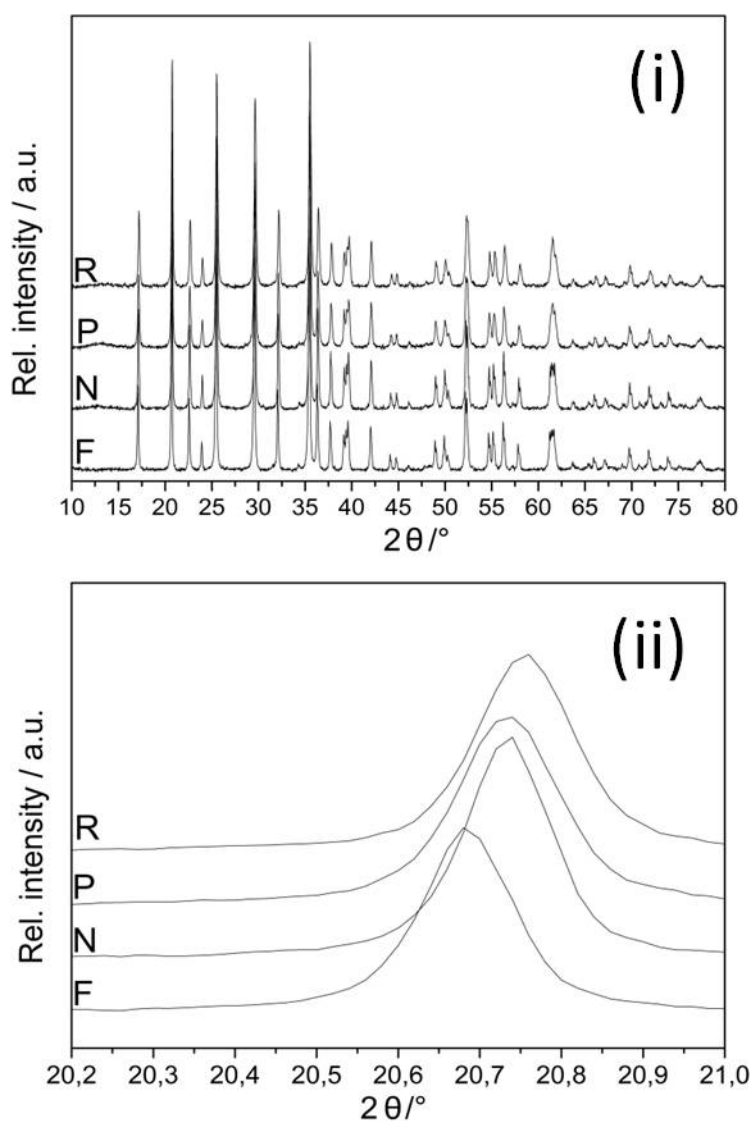 (i)
Rel. intensity / a.u.
R
P
N
F
10 15 20 25 30 35 40 45 50 55 60 65 70 75 80
2θ/°
(ii)
Rel. intensity / a.u.
R
P
N
F
20,2 20,3 20,4 20,5 20,6 20,7 20,8 20,9 21,0
2θ/°